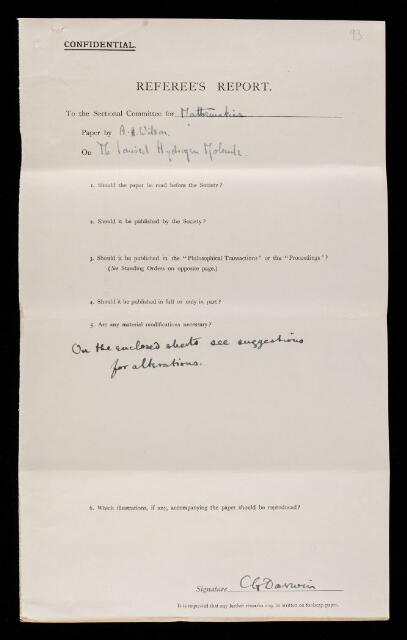 93
CONFIDENTIAL.
REFEREE'S REPORT.
To the Sectional Committee for Mathematics
Paper by A. H. Wilson.
On The Ionised Hydrogen Molecule.
1. Should the paper be read before the Society?
2. Should it be published by the Society?
3. Should it be published in the "Philosophical Transactions" or the "Proceedings"?
(See Standing Orders on opposite page.)
4. Should it be published in full or only in part?
5. Are any material modifications necessary?
On the enclosed sheets see suggestions
for alterations.
6. Which illustrations, if any, accompanying the paper should be reproduced?
Signature CG Darwin
It is requested that any further remarks may be written on foolscap paper.